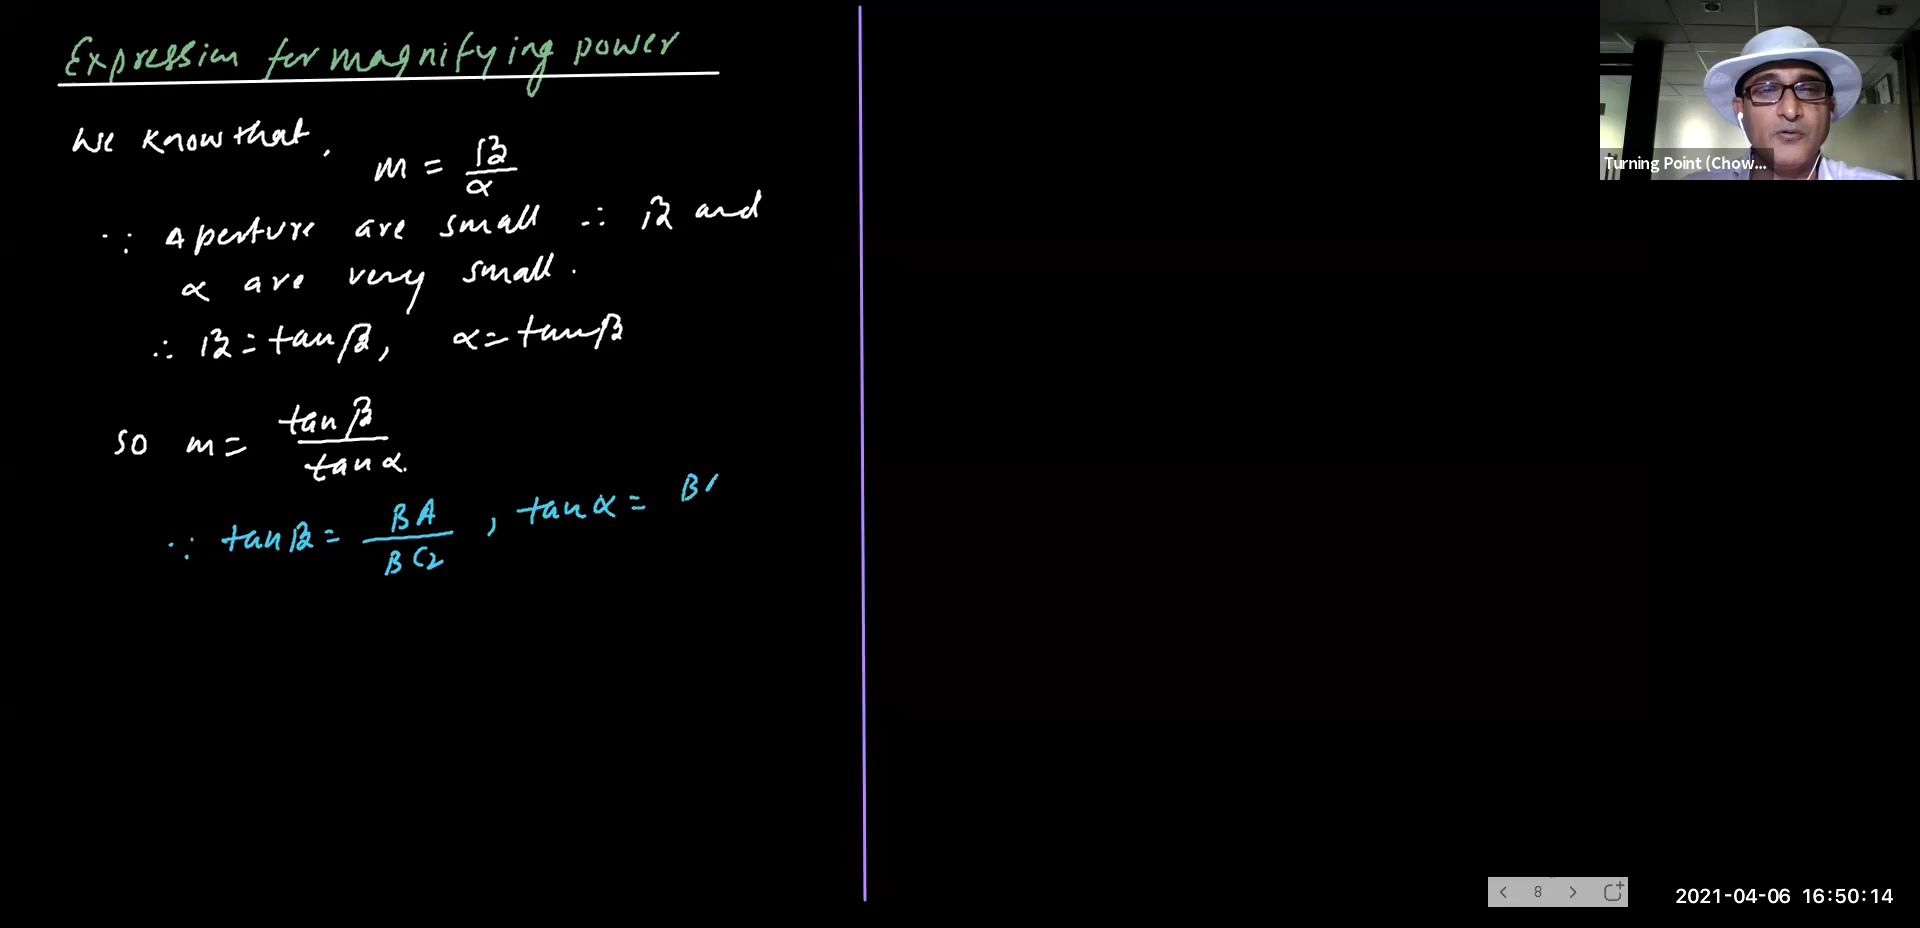 Expression for magnifying power
We know that,
m = β/α
∵ Aperture are small ∴ β and
α are very small.
∴ β = tan β, α = tan β
so m = tan β / tan α.
∵ tan β = BA / BC₂ , tan α = B
Turning Point (Chow...
8
2021-04-06 16:50:14